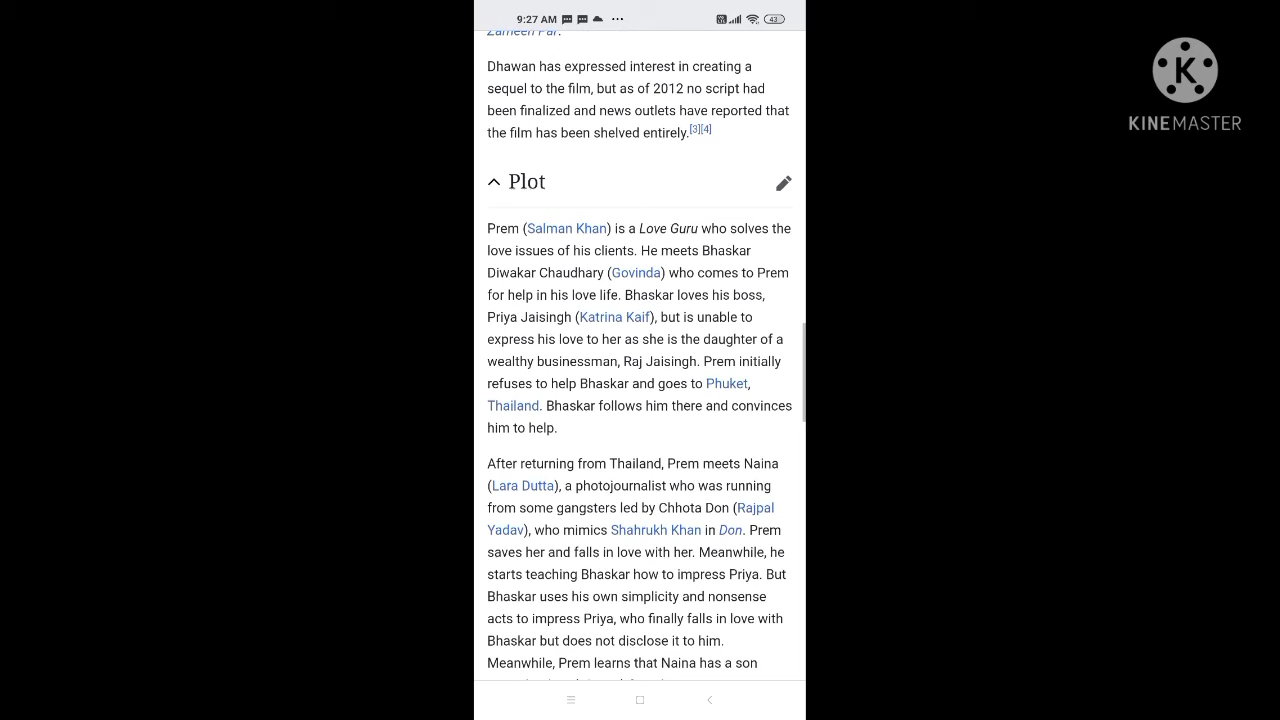 9:27 AM
43
Zameen Par.
Dhawan has expressed interest in creating a
sequel to the film, but as of 2012 no script had
been finalized and news outlets have reported that
the film has been shelved entirely.[3][4]
Plot
Prem (Salman Khan) is a Love Guru who solves the
love issues of his clients. He meets Bhaskar
Diwakar Chaudhary (Govinda) who comes to Prem
for help in his love life. Bhaskar loves his boss,
Priya Jaisingh (Katrina Kaif), but is unable to
express his love to her as she is the daughter of a
wealthy businessman, Raj Jaisingh. Prem initially
refuses to help Bhaskar and goes to Phuket,
Thailand. Bhaskar follows him there and convinces
him to help.
After returning from Thailand, Prem meets Naina
(Lara Dutta), a photojournalist who was running
from some gangsters led by Chhota Don (Rajpal
Yadav), who mimics Shahrukh Khan in Don. Prem
saves her and falls in love with her. Meanwhile, he
starts teaching Bhaskar how to impress Priya. But
Bhaskar uses his own simplicity and nonsense
acts to impress Priya, who finally falls in love with
Bhaskar but does not disclose it to him.
Meanwhile, Prem learns that Naina has a son
K
KINEMASTER